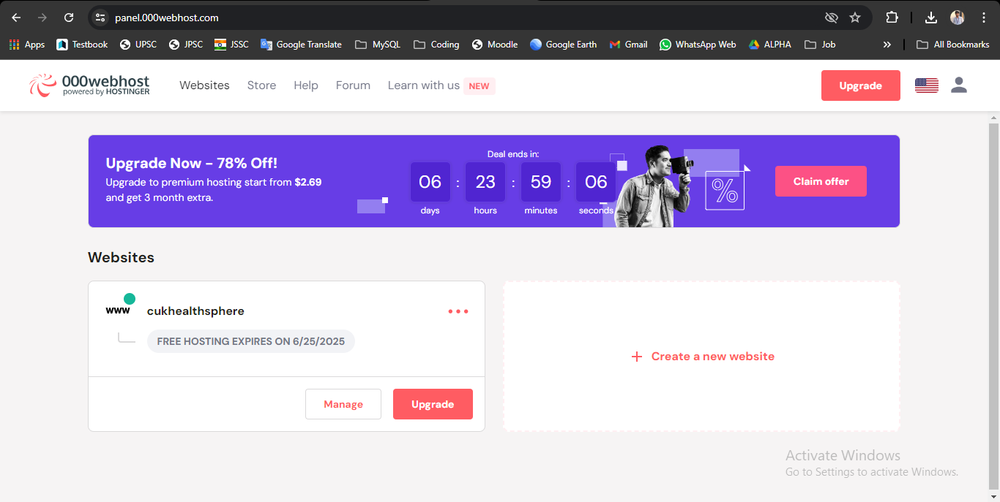 panel.000webhost.com
Apps Testbook UPSC JPSC JSSC Google Translate MySQL Coding Moodle Google Earth Gmail WhatsApp Web ALPHA Job » All Bookmarks
000webhost
powered by HOSTINGER
Websites Store Help Forum Learn with us NEW Upgrade
Upgrade Now - 78% Off!
Upgrade to premium hosting start from $2.69
and get 3 month extra.
Deal ends in:
06 : 23 : 59 : 06
days hours minutes seconds
%
Claim offer
Websites
www cukhealthsphere
FREE HOSTING EXPIRES ON 6/25/2025
Manage Upgrade
+ Create a new website
Activate Windows
Go to Settings to activate Windows.